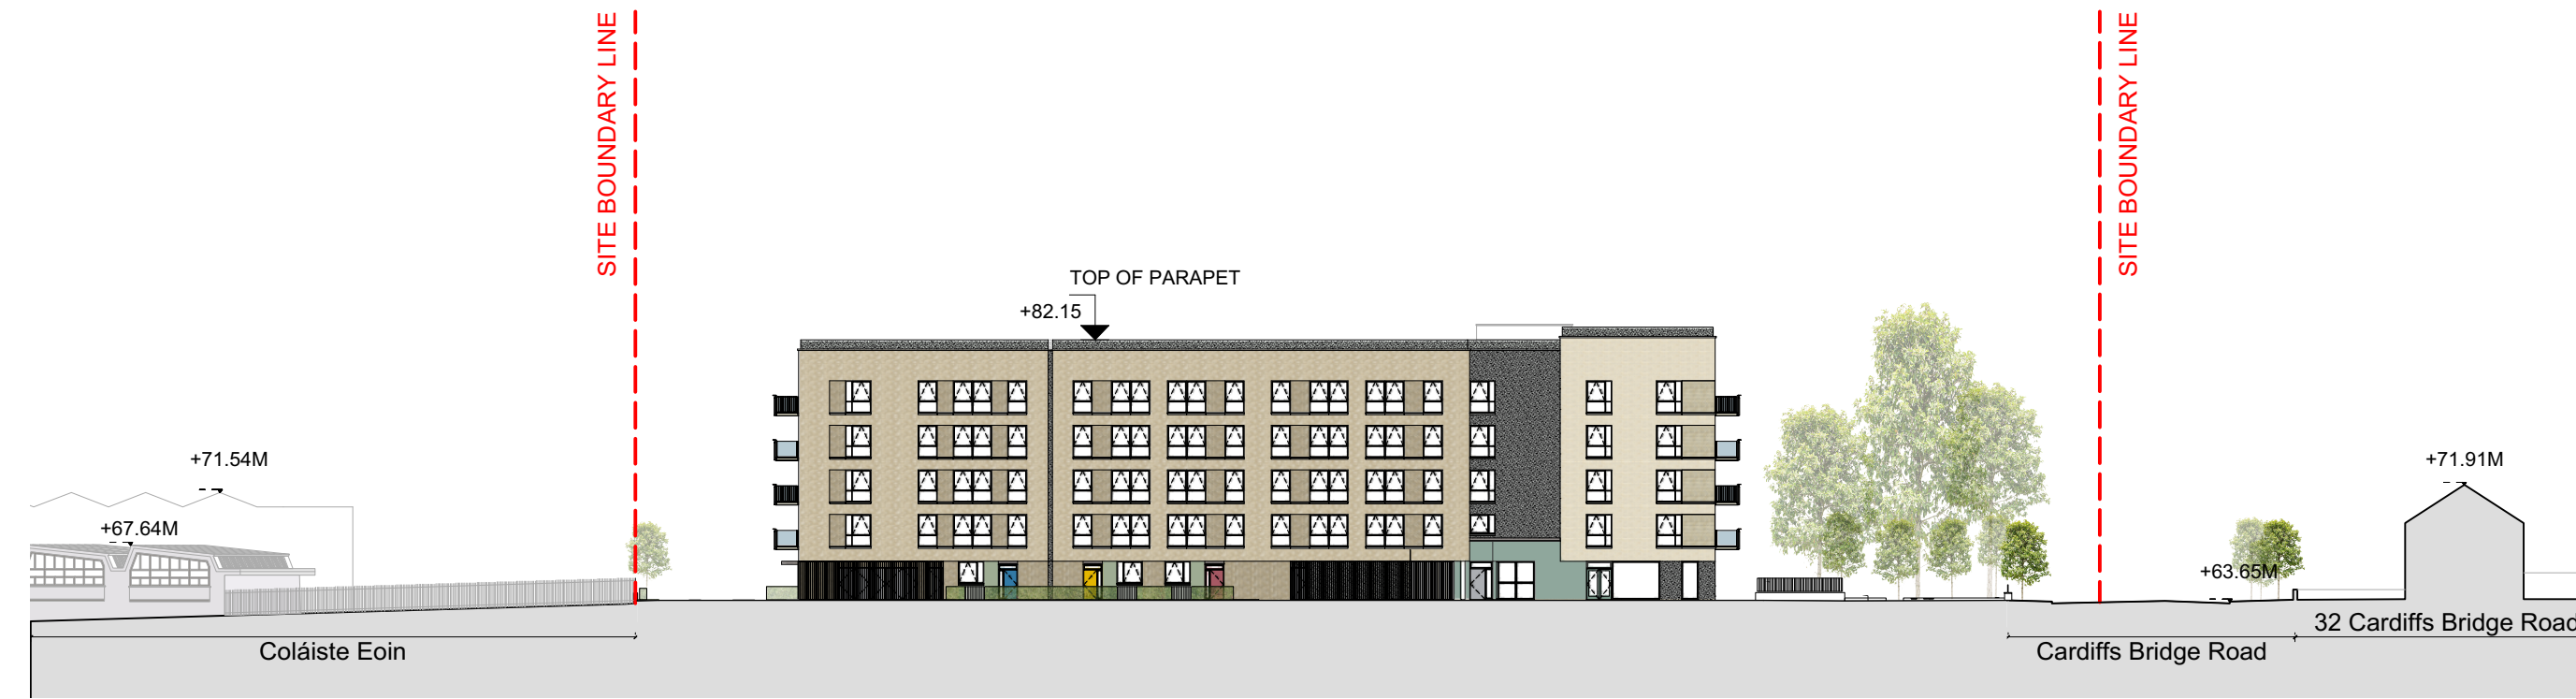 SITE BOUNDARY LINE
SITE BOUNDARY LINE
TOP OF PARAPET
+82.15
+71.54M
+67.64M
+71.91M
+63.65M
32 Cardiffs Bridge Road
Coláiste Eoin
Cardiffs Bridge Road